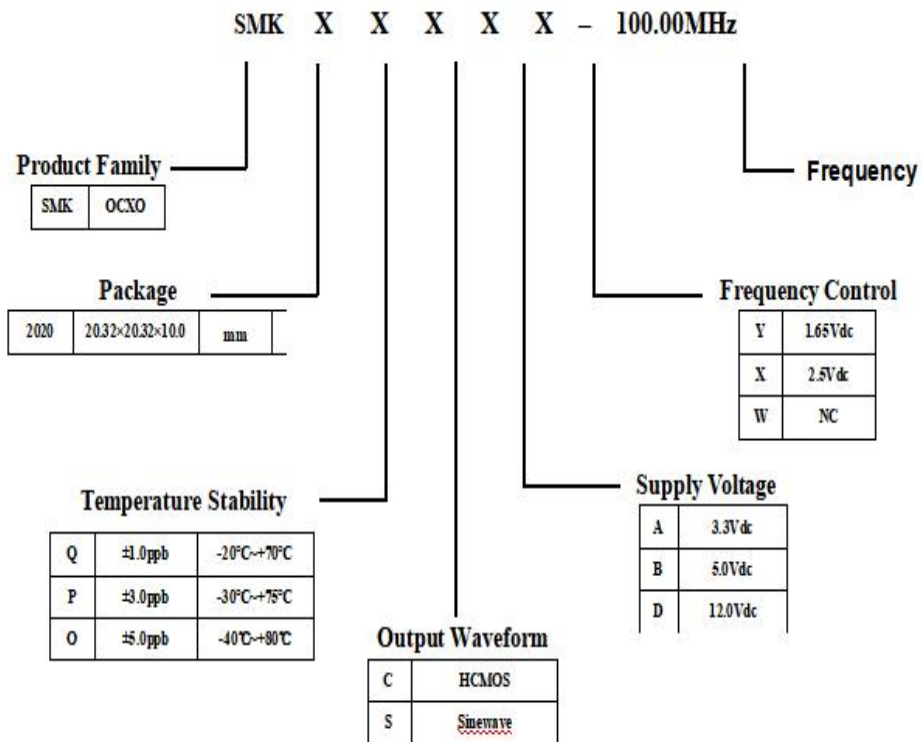 SMK X X X X X – 100.00MHz
Product Family
SMK OCXO
Frequency
Package
2020 20.32×20.32×10.0 mm
Frequency Control
Y 1.65Vdc
X 2.5Vdc
W NC
Temperature Stability
Q ±1.0ppb -20°C~+70°C
P ±3.0ppb -30°C~+75°C
O ±5.0ppb -40℃~+80℃
Supply Voltage
A 3.3Vdc
B 5.0Vdc
D 12.0Vdc
Output Waveform
C HCMOS
S Sinewave